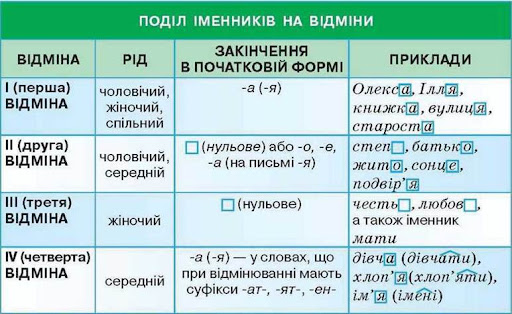 ПОДІЛ ІМЕННИКІВ НА ВІДМІНИ
ВІДМІНА
РІД
ЗАКІНЧЕННЯ
В ПОЧАТКОВІЙ ФОРМІ
ПРИКЛАДИ
І (перша)
ВІДМІНА
чоловічий,
жіночий,
спільний
-а (-я)
Олекса, Ілля,
книжка, вулиця,
староста
ІІ (друга)
ВІДМІНА
чоловічий,
середній
(нульове) або -о, -е,
-а (на письмі -я)
степ, батько,
жито, сонце,
подвір'я
ІІІ (третя)
ВІДМІНА
жіночий
(нульове)
честь, любов,
а також іменник
мати
IV (четверта)
ВІДМІНА
середній
-а (-я) — у словах, що
при відмінюванні мають
суфікси -ат-, -ят-, -ен-
дівча (дівчати),
хлоп'я (хлоп'яти),
ім'я (імені)